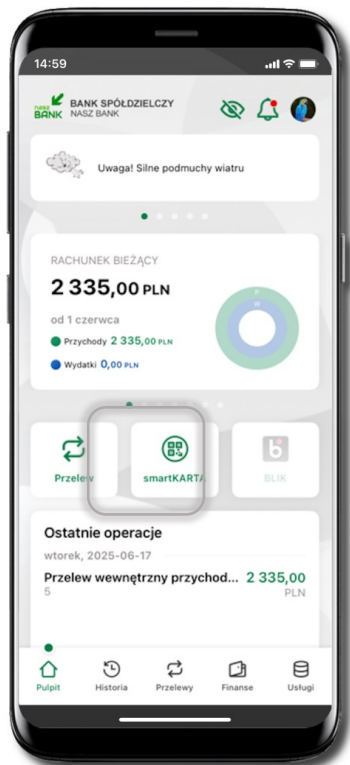 14:59
nasz BANK
BANK SPÓŁDZIELCZY
NASZ BANK
Uwaga! Silne podmuchy wiatru
RACHUNEK BIEŻĄCY
2 335,00 PLN
od 1 czerwca
Przychody 2 335,00 PLN
Wydatki 0,00 PLN
P
W
Przelew
smartKARTA
BLIK
Ostatnie operacje
wtorek, 2025-06-17
Przelew wewnętrzny przychod... 2 335,00
5 PLN
Pulpit Historia Przelewy Finanse Usługi